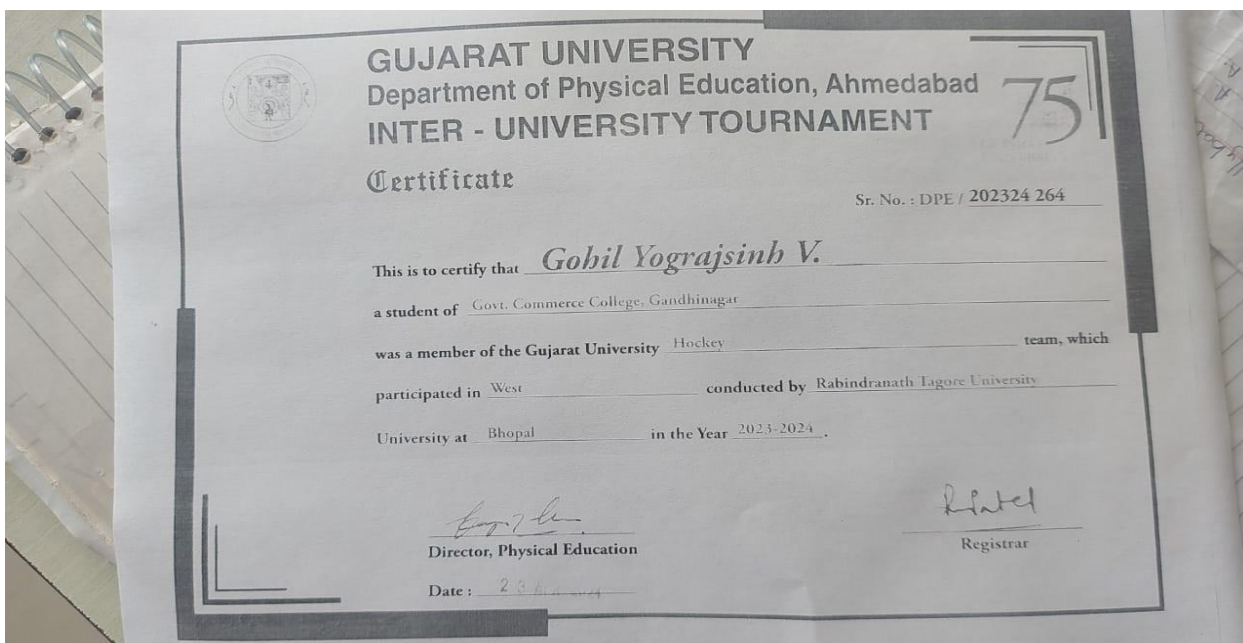 GUJARAT UNIVERSITY
Department of Physical Education, Ahmedabad
INTER - UNIVERSITY TOURNAMENT
75
Certificate
Sr. No. : DPE / 202324 264
This is to certify that Gohil Yograjsinh V.
a student of Govt. Commerce College, Gandhinagar
was a member of the Gujarat University Hockey team, which
participated in West conducted by Rabindranath Tagore University
University at Bhopal in the Year 2023-2024 .
R.Patel
Director, Physical Education
Registrar
Date : 23